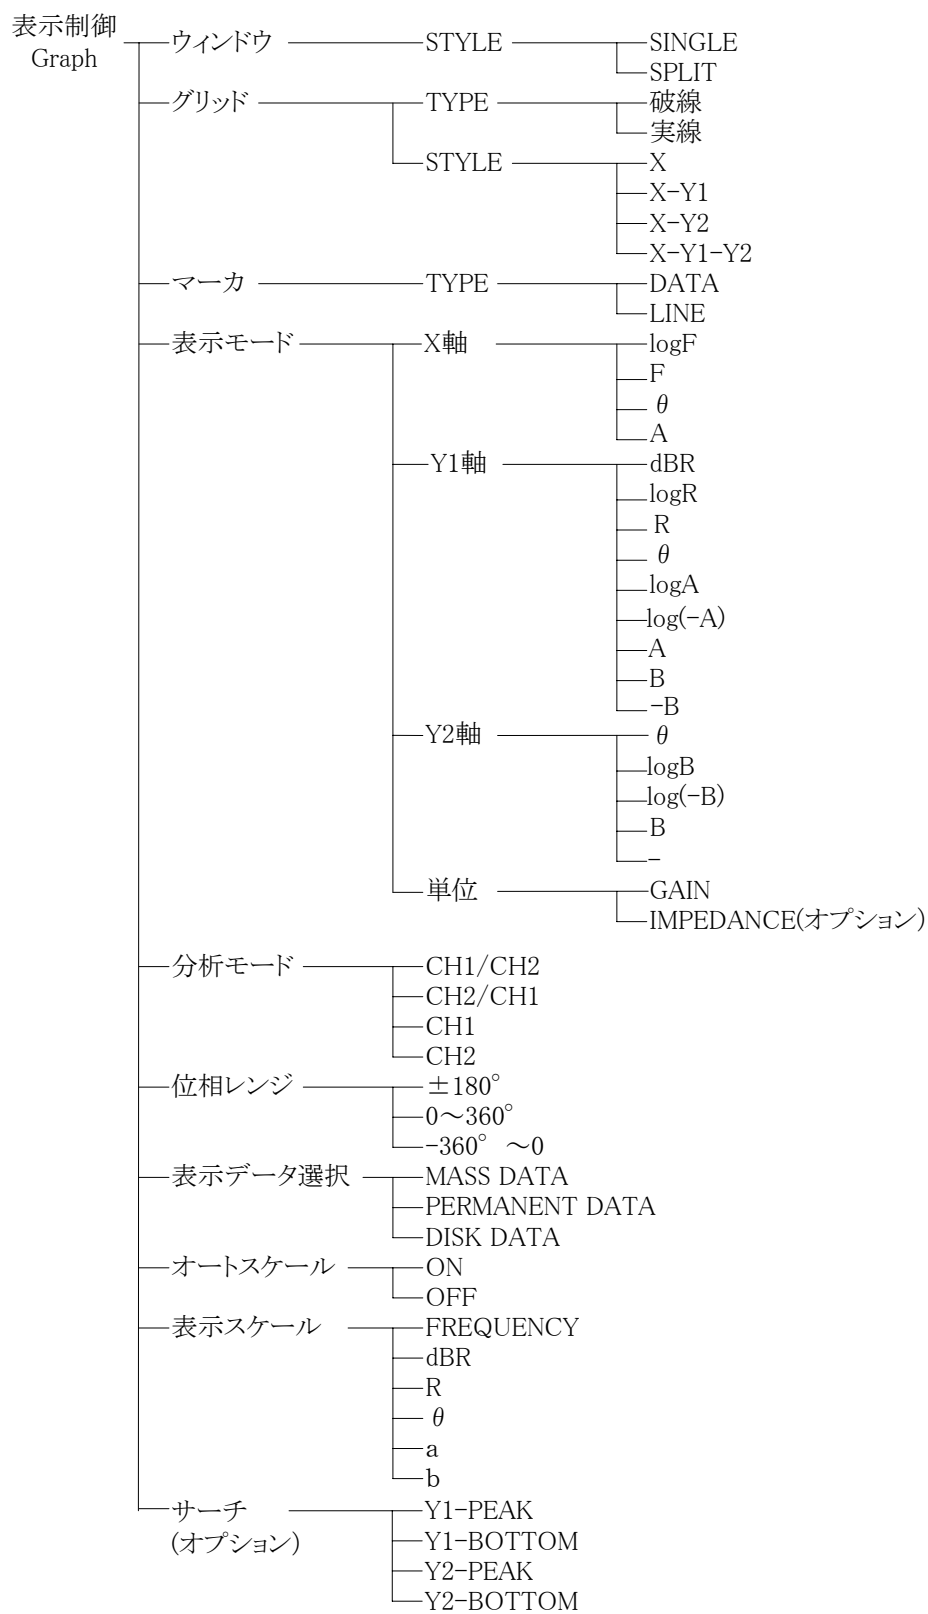 表示制御
Graph
ウィンドウ STYLE SINGLE
SPLIT
グリッド TYPE 破線
実線
STYLE X
X-Y1
X-Y2
X-Y1-Y2
マーカ TYPE DATA
LINE
表示モード X軸 logF
F
θ
A
Y1軸 dBR
logR
R
θ
logA
log(-A)
A
B
-B
Y2軸 θ
logB
log(-B)
B
-
単位 GAIN
IMPEDANCE(オプション)
分析モード CH1/CH2
CH2/CH1
CH1
CH2
位相レンジ ±180°
0～360°
-360° ～0
表示データ選択 MASS DATA
PERMANENT DATA
DISK DATA
オートスケール ON
OFF
表示スケール FREQUENCY
dBR
R
θ
a
b
サーチ Y1-PEAK
(オプション) Y1-BOTTOM
Y2-PEAK
Y2-BOTTOM